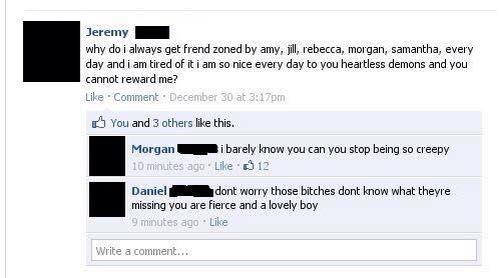 Jeremy
why do i always get frend zoned by amy, jill, rebecca, morgan, samantha, every
day and i am tired of it i am so nice every day to you heartless demons and you
cannot reward me?
Like · Comment · December 30 at 3:17pm
You and 3 others like this.
Morgan i barely know you can you stop being so creepy
10 minutes ago · Like · 12
Daniel dont worry those bitches dont know what theyre
missing you are fierce and a lovely boy
9 minutes ago · Like
Write a comment...